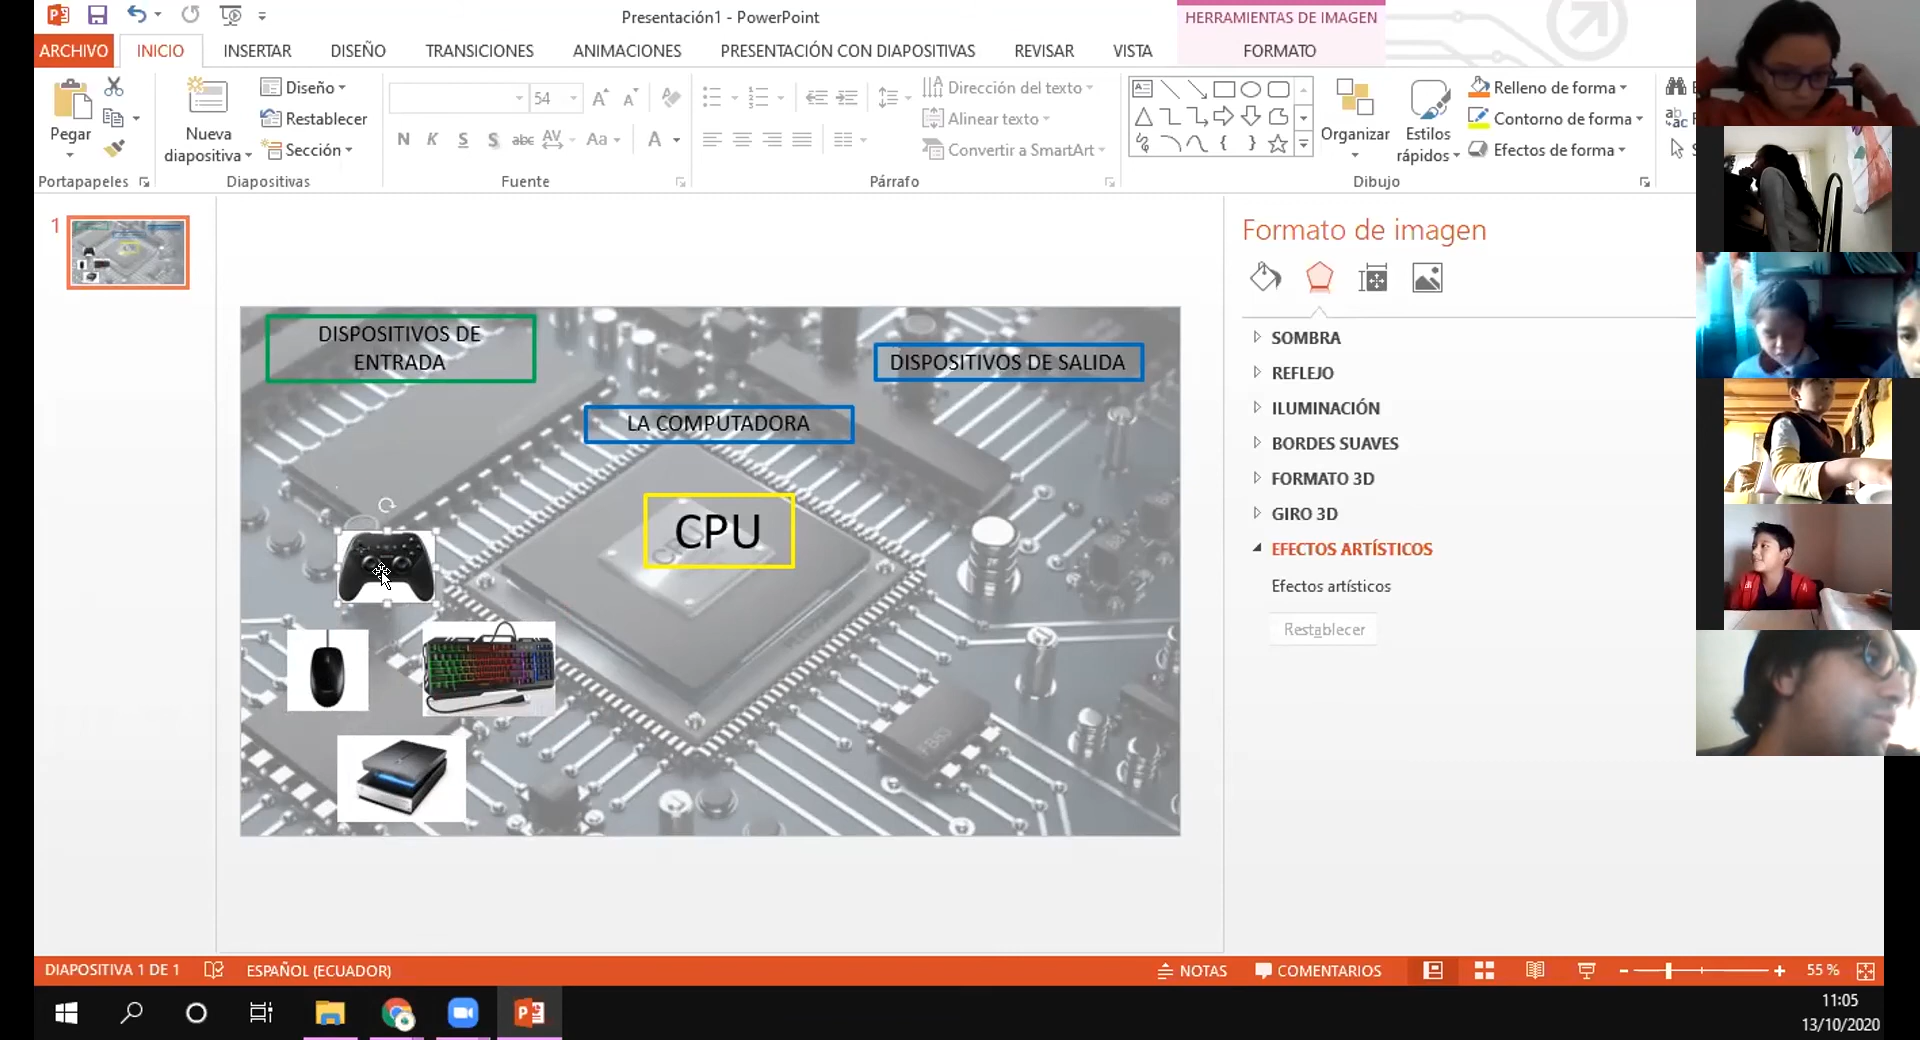 Presentación1 - PowerPoint
HERRAMIENTAS DE IMAGEN
ARCHIVO INICIO INSERTAR DISEÑO TRANSICIONES ANIMACIONES PRESENTACIÓN CON DIAPOSITIVAS REVISAR VISTA FORMATO
Pegar
Nueva
diapositiva
Diseño
Restablecer
Sección
54
N K S S abc AV Aa A
Dirección del texto
Alinear texto
Convertir a SmartArt
Organizar
Estilos
rápidos
Relleno de forma
Contorno de forma
Efectos de forma
Portapapeles Diapositivas Fuente Párrafo Dibujo
1
DISPOSITIVOS DE
ENTRADA
DISPOSITIVOS DE SALIDA
LA COMPUTADORA
CPU
Formato de imagen
SOMBRA
REFLEJO
ILUMINACIÓN
BORDES SUAVES
FORMATO 3D
GIRO 3D
EFECTOS ARTÍSTICOS
Efectos artísticos
Restablecer
DIAPOSITIVA 1 DE 1 ESPAÑOL (ECUADOR) NOTAS COMENTARIOS 55 %
11:05
13/10/2020